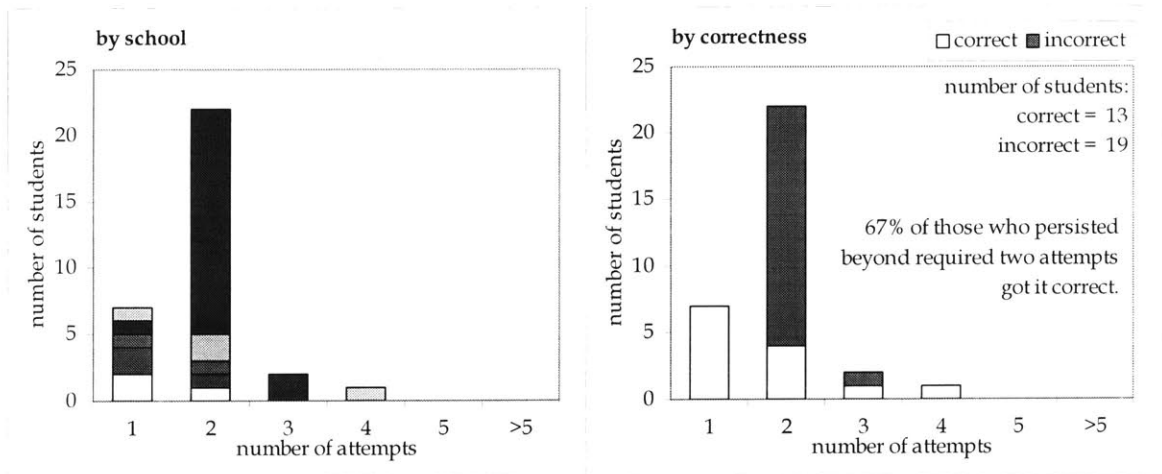 by school
25
20
15
10
5
0
number of students
1 2 3 4 5 >5
number of attempts
by correctness
correct incorrect
25
20
15
10
5
0
number of students
number of students:
correct = 13
incorrect = 19
67% of those who persisted
beyond required two attempts
got it correct.
1 2 3 4 5 >5
number of attempts